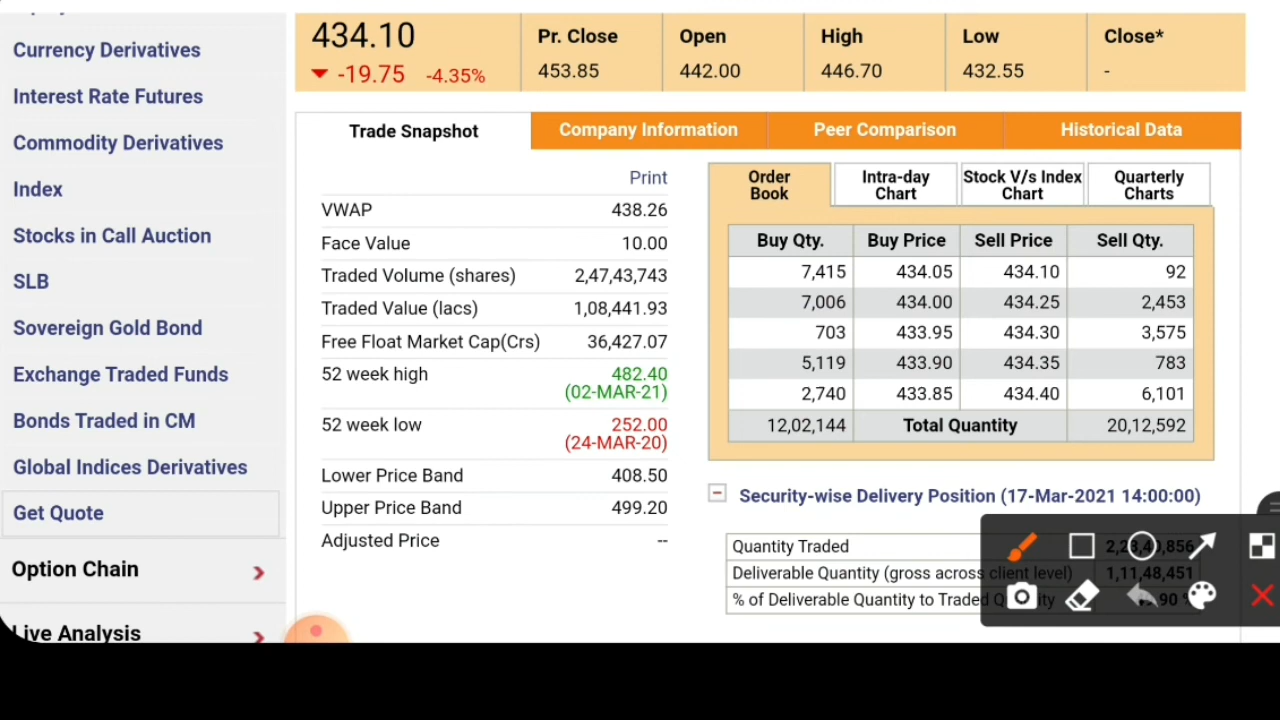 Currency Derivatives
Interest Rate Futures
Commodity Derivatives
Index
Stocks in Call Auction
SLB
Sovereign Gold Bond
Exchange Traded Funds
Bonds Traded in CM
Global Indices Derivatives
Get Quote
Option Chain
Live Analysis
434.10
-19.75 -4.35%
Pr. Close Open High Low Close*
453.85 442.00 446.70 432.55 -
Trade Snapshot Company Information Peer Comparison Historical Data
Print
VWAP 438.26
Face Value 10.00
Traded Volume (shares) 2,47,43,743
Traded Value (lacs) 1,08,441.93
Free Float Market Cap(Crs) 36,427.07
52 week high 482.40
(02-MAR-21)
52 week low 252.00
(24-MAR-20)
Lower Price Band 408.50
Upper Price Band 499.20
Adjusted Price --
Order Book
Intra-day Chart
Stock V/s Index Chart
Quarterly Charts
Buy Qty. Buy Price Sell Price Sell Qty.
7,415 434.05 434.10 92
7,006 434.00 434.25 2,453
703 433.95 434.30 3,575
5,119 433.90 434.35 783
2,740 433.85 434.40 6,101
12,02,144 Total Quantity 20,12,592
Security-wise Delivery Position (17-Mar-2021 14:00:00)
Quantity Traded
Deliverable Quantity (gross across client level) 1,11,48,451
% of Deliverable Quantity to Traded